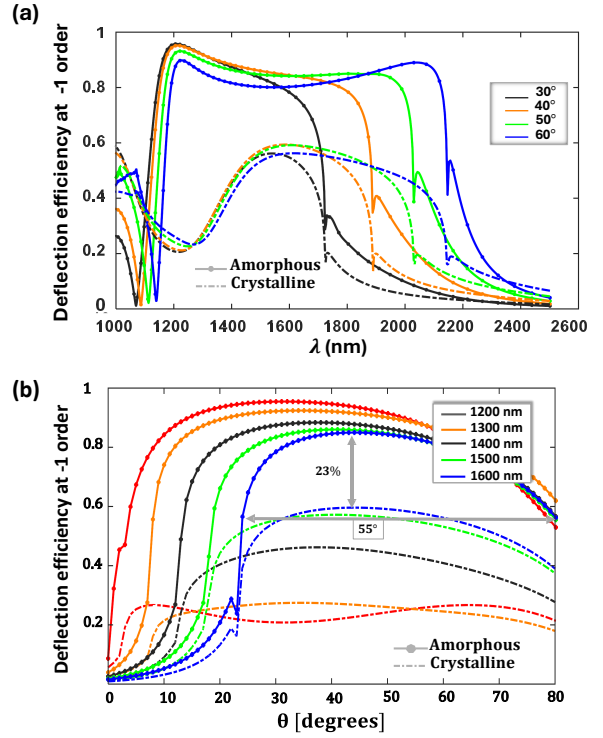 (a)
Deflection efficiency at -1 order
1
0.8
0.6
0.4
0.2
0
30°
40°
50°
60°
Amorphous
Crystalline
1000 1200 1400 1600 1800 2000 2200 2400 2600
λ (nm)
(b)
Deflection efficiency at -1 order
1
0.8
0.6
0.4
0.2
1200 nm
1300 nm
1400 nm
1500 nm
1600 nm
23%
55°
Amorphous
Crystalline
0 10 20 30 40 50 60 70 80
θ [degrees]